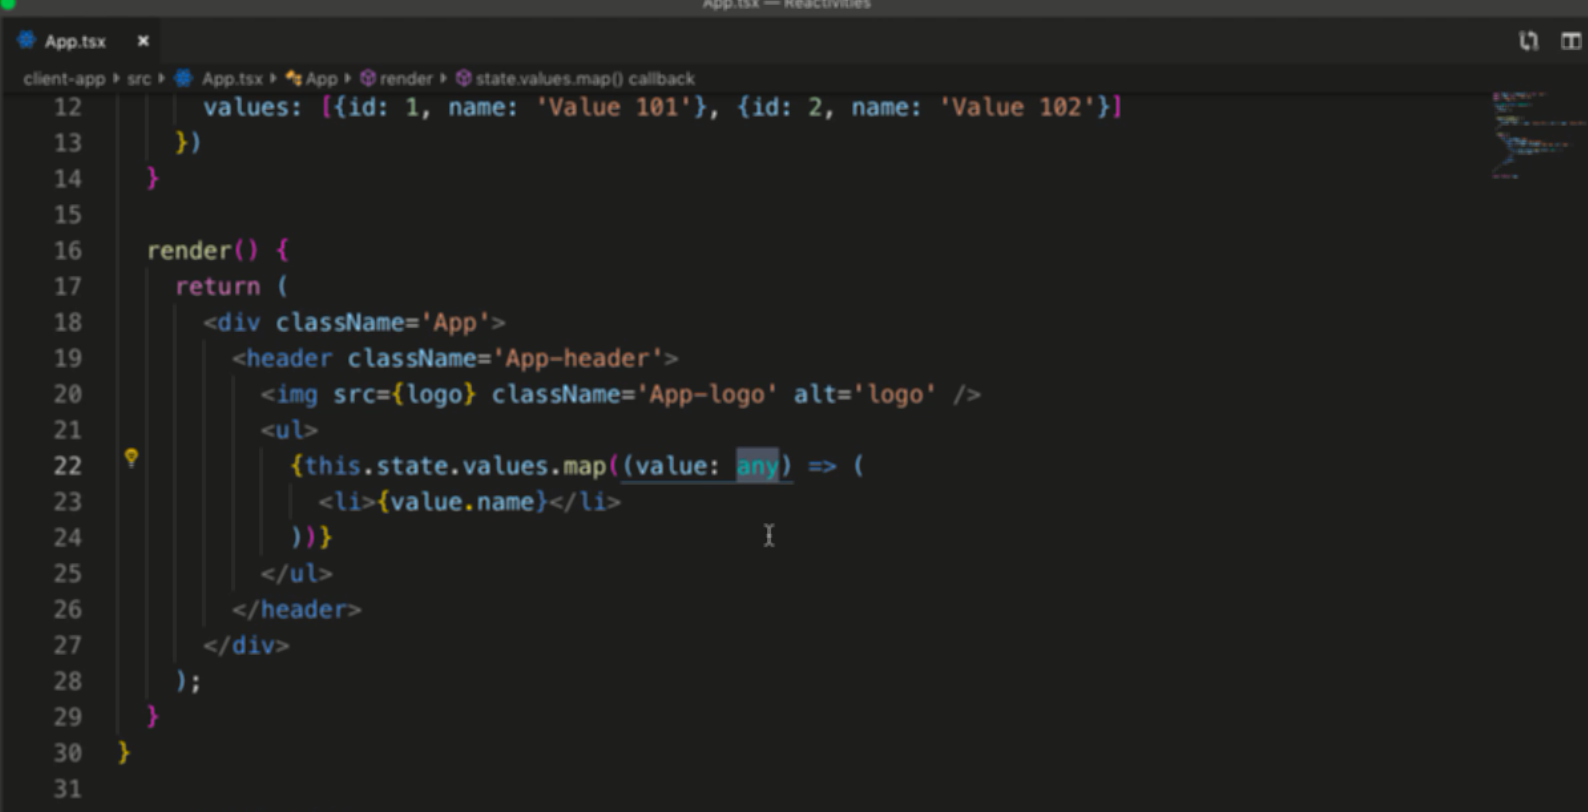 App.tsx — Reactivities
App.tsx ×
client-app src App.tsx App render state.values.map() callback
12 values: [{id: 1, name: 'Value 101'}, {id: 2, name: 'Value 102'}]
13 })
14 }
15
16 render() {
17 return (
18 <div className='App'>
19 <header className='App-header'>
20 <img src={logo} className='App-logo' alt='logo' />
21 <ul>
22 {this.state.values.map((value: any) => (
23 <li>{value.name}</li>
24 ))}
25 </ul>
26 </header>
27 </div>
28 );
29 }
30 }
31